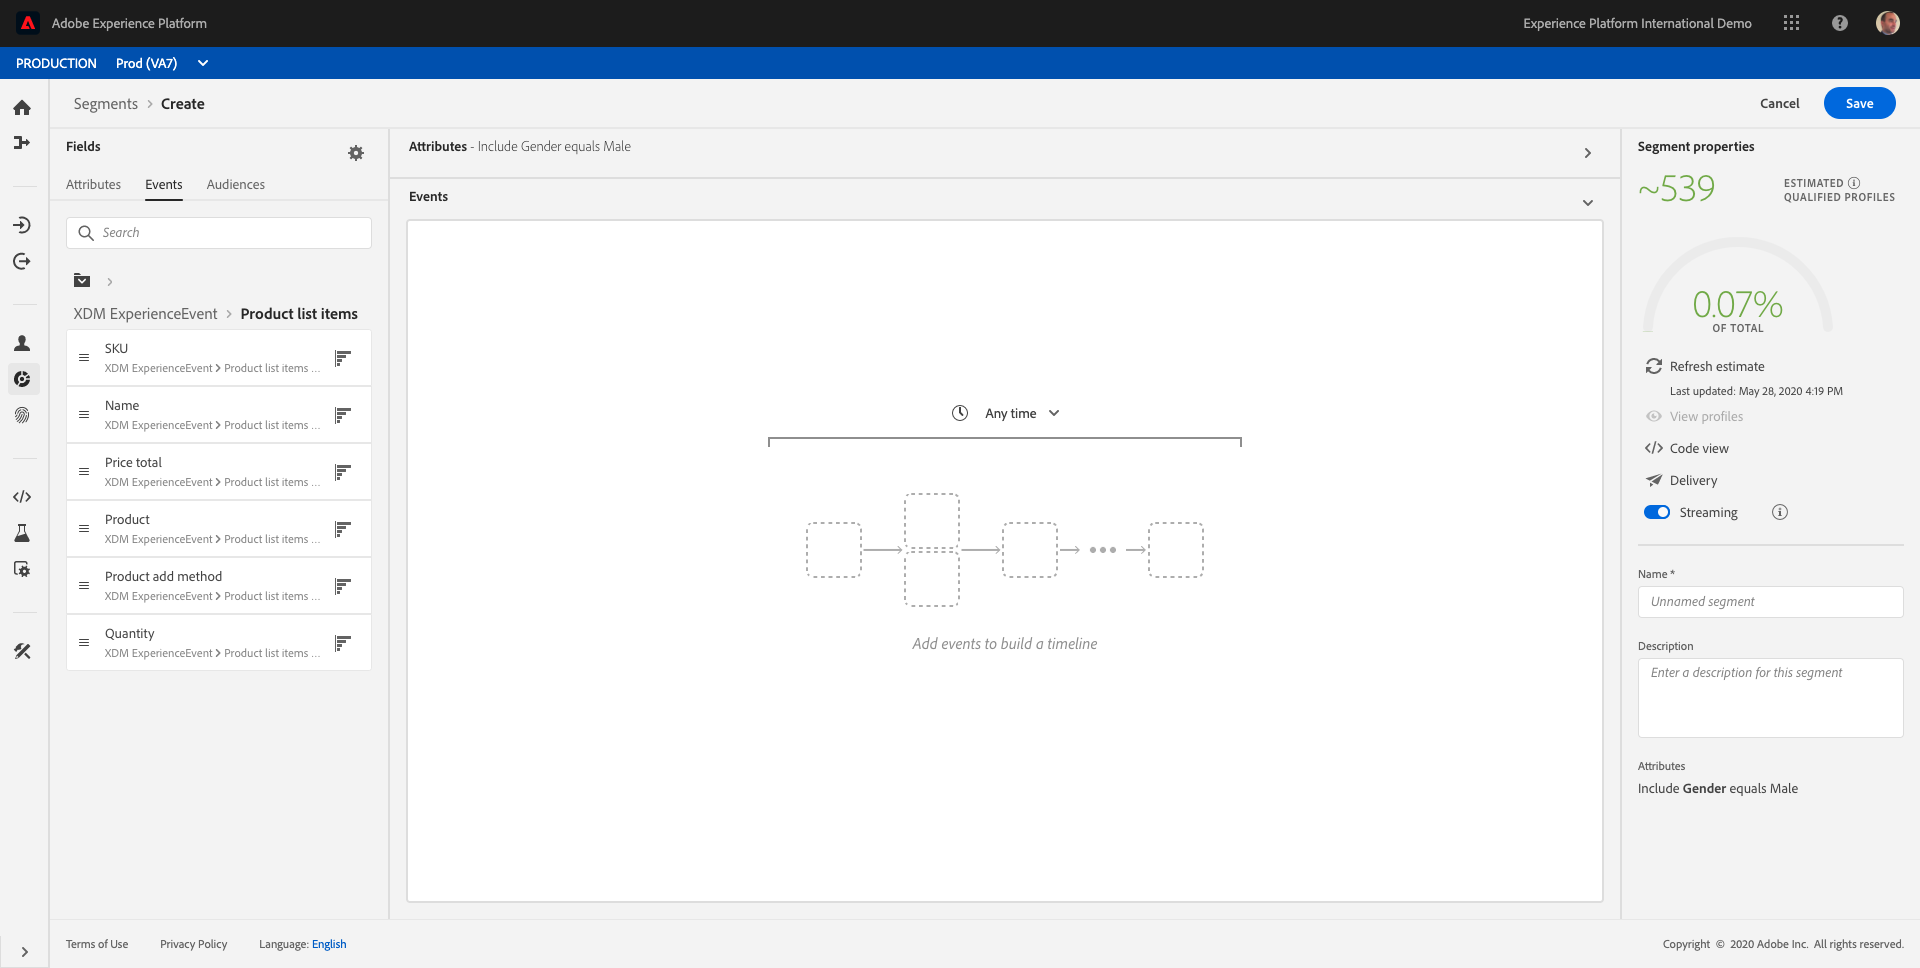 Adobe Experience Platform
Experience Platform International Demo
PRODUCTION Prod (VA7)
Segments > Create
Cancel
Save
Fields
Attributes Events Audiences
Search
XDM ExperienceEvent > Product list items
SKU
XDM ExperienceEvent > Product list items ...
Name
XDM ExperienceEvent > Product list items ...
Price total
XDM ExperienceEvent > Product list items ...
Product
XDM ExperienceEvent > Product list items ...
Product add method
XDM ExperienceEvent > Product list items ...
Quantity
XDM ExperienceEvent > Product list items ...
Attributes - Include Gender equals Male
Events
Any time
Add events to build a timeline
Segment properties
~539
ESTIMATED
QUALIFIED PROFILES
0.07%
OF TOTAL
Refresh estimate
Last updated: May 28, 2020 4:19 PM
View profiles
Code view
Delivery
Streaming
Name *
Unnamed segment
Description
Enter a description for this segment
Attributes
Include Gender equals Male
Terms of Use Privacy Policy Language: English
Copyright © 2020 Adobe Inc. All rights reserved.